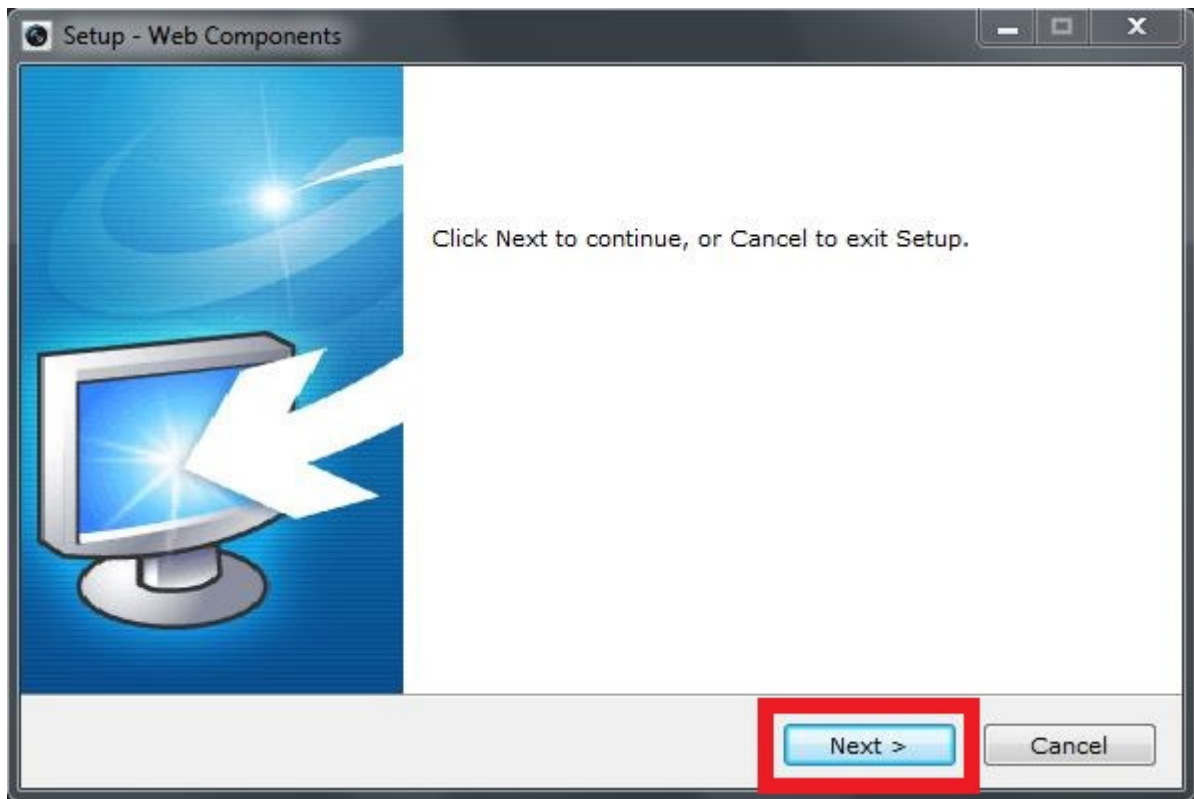 Setup - Web Components
Click Next to continue, or Cancel to exit Setup.
Next >
Cancel